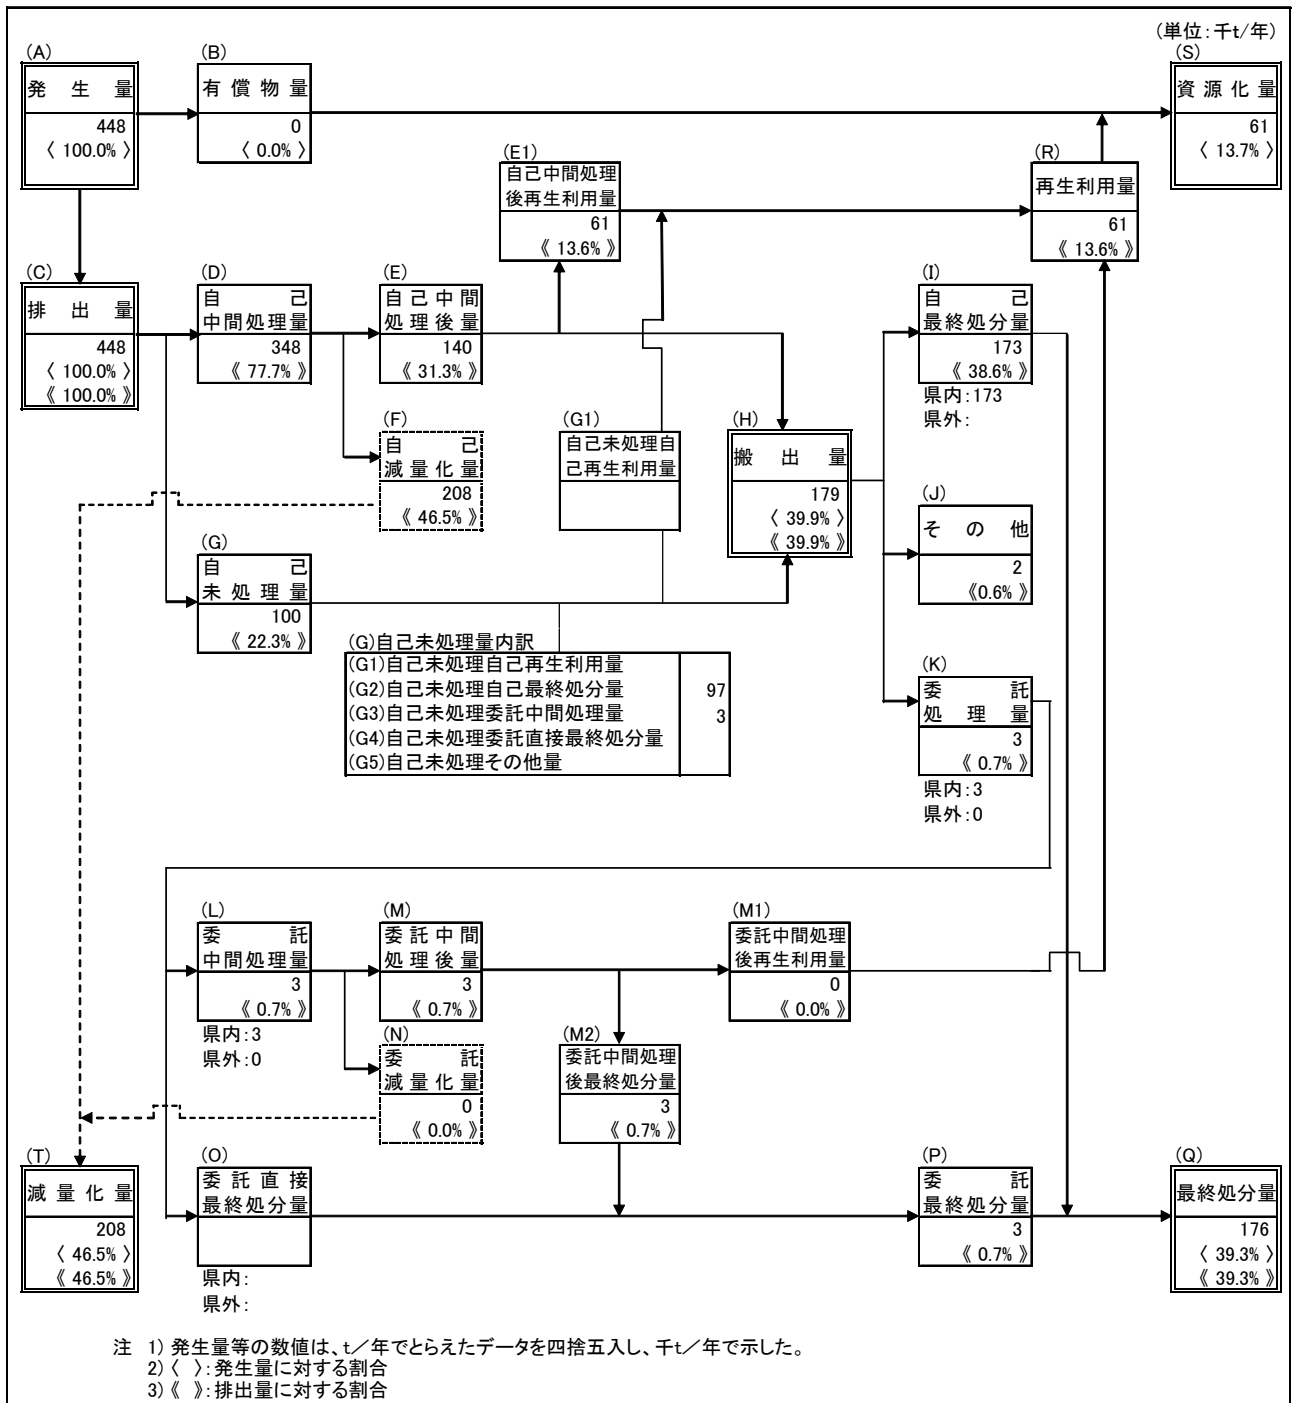 (単位:千t/年)
(A)
発生量
448
〈 100.0% 〉
(B)
有償物量
0
〈 0.0% 〉
(S)
資源化量
61
〈 13.7% 〉
(E1)
自己中間処理
後再生利用量
61
《 13.6% 》
(R)
再生利用量
61
《 13.6% 》
(C)
排出量
448
〈 100.0% 〉
《 100.0% 》
(D)
自己
中間処理量
348
《 77.7% 》
(E)
自己中間
処理後量
140
《 31.3% 》
(I)
自己
最終処分量
173
《 38.6% 》
県内:173
県外:
(F)
自己
減量化量
208
《 46.5% 》
(G1)
自己未処理自
己再生利用量
(H)
搬出量
179
〈 39.9% 〉
《 39.9% 》
(J)
その他
2
《0.6% 》
(G)
自己
未処理量
100
《 22.3% 》
(G)自己未処理量内訳
(G1)自己未処理自己再生利用量
(G2)自己未処理自己最終処分量 97
(G3)自己未処理委託中間処理量 3
(G4)自己未処理委託直接最終処分量
(G5)自己未処理その他量
(K)
委託
処理量
3
《 0.7% 》
県内:3
県外:0
(L)
委託
中間処理量
3
《 0.7% 》
県内:3
県外:0
(M)
委託中間
処理後量
3
《 0.7% 》
(M1)
委託中間処理
後再生利用量
0
《 0.0% 》
(N)
委託
減量化量
0
《 0.0% 》
(M2)
委託中間処理
後最終処分量
3
《 0.7% 》
(T)
減量化量
208
〈 46.5% 〉
《 46.5% 》
(O)
委託直接
最終処分量
県内:
県外:
(P)
委託
最終処分量
3
《 0.7% 》
(Q)
最終処分量
176
〈 39.3% 〉
《 39.3% 》
注 1) 発生量等の数値は、t/年でとらえたデータを四捨五入し、千t/年で示した。
2)〈 〉:発生量に対する割合
3)《 》:排出量に対する割合